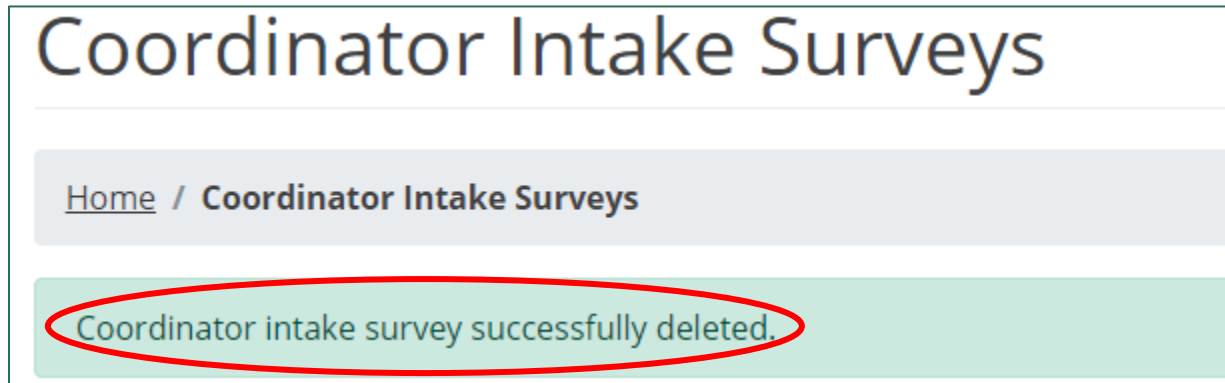 Coordinator Intake Surveys
Home / Coordinator Intake Surveys
Coordinator intake survey successfully deleted.